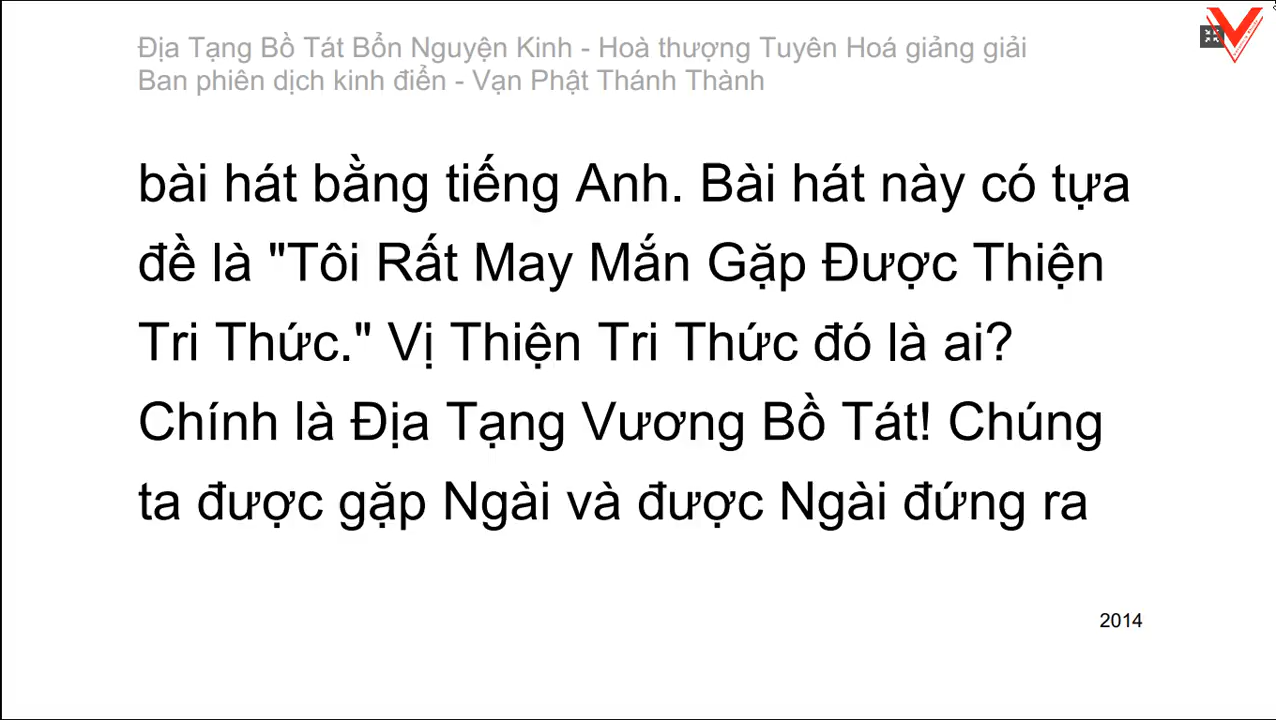 Địa Tạng Bồ Tát Bổn Nguyện Kinh - Hoà thượng Tuyên Hoá giảng giải
Ban phiên dịch kinh điển - Vạn Phật Thánh Thành
bài hát bằng tiếng Anh. Bài hát này có tựa
đề là "Tôi Rất May Mắn Gặp Được Thiện
Tri Thức." Vị Thiện Tri Thức đó là ai?
Chính là Địa Tạng Vương Bồ Tát! Chúng
ta được gặp Ngài và được Ngài đứng ra
2014